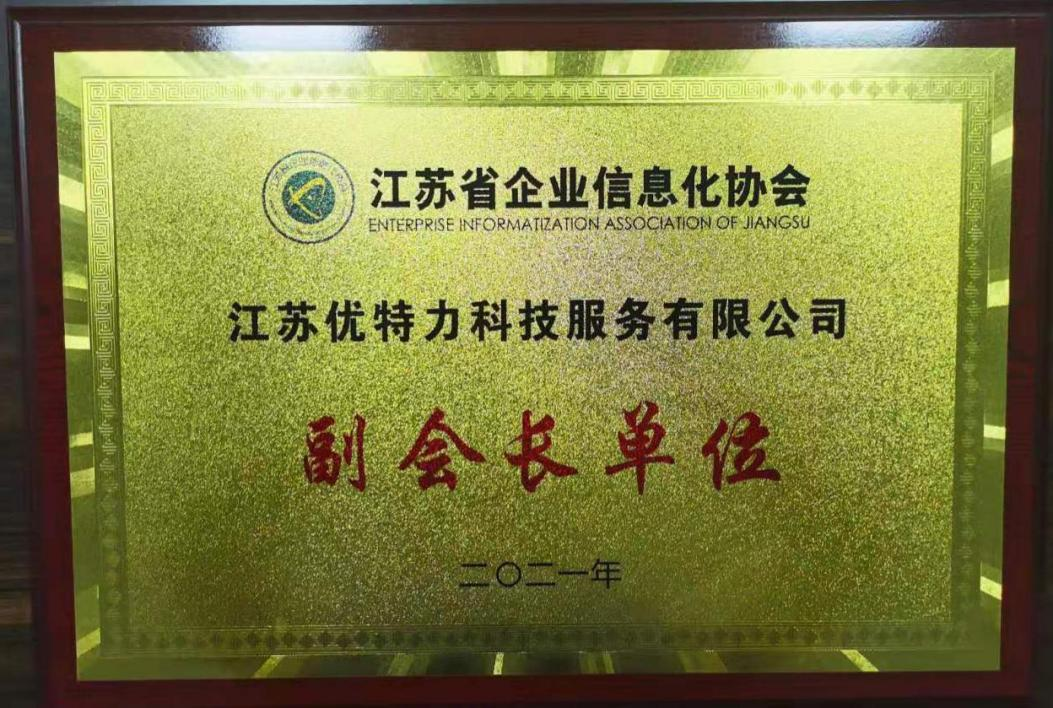 江苏省企业信息化协会
ENTERPRISE INFORMATIZATION ASSOCIATION OF JIANGSU
江苏优特力科技服务有限公司
副会长单位
二〇二一年